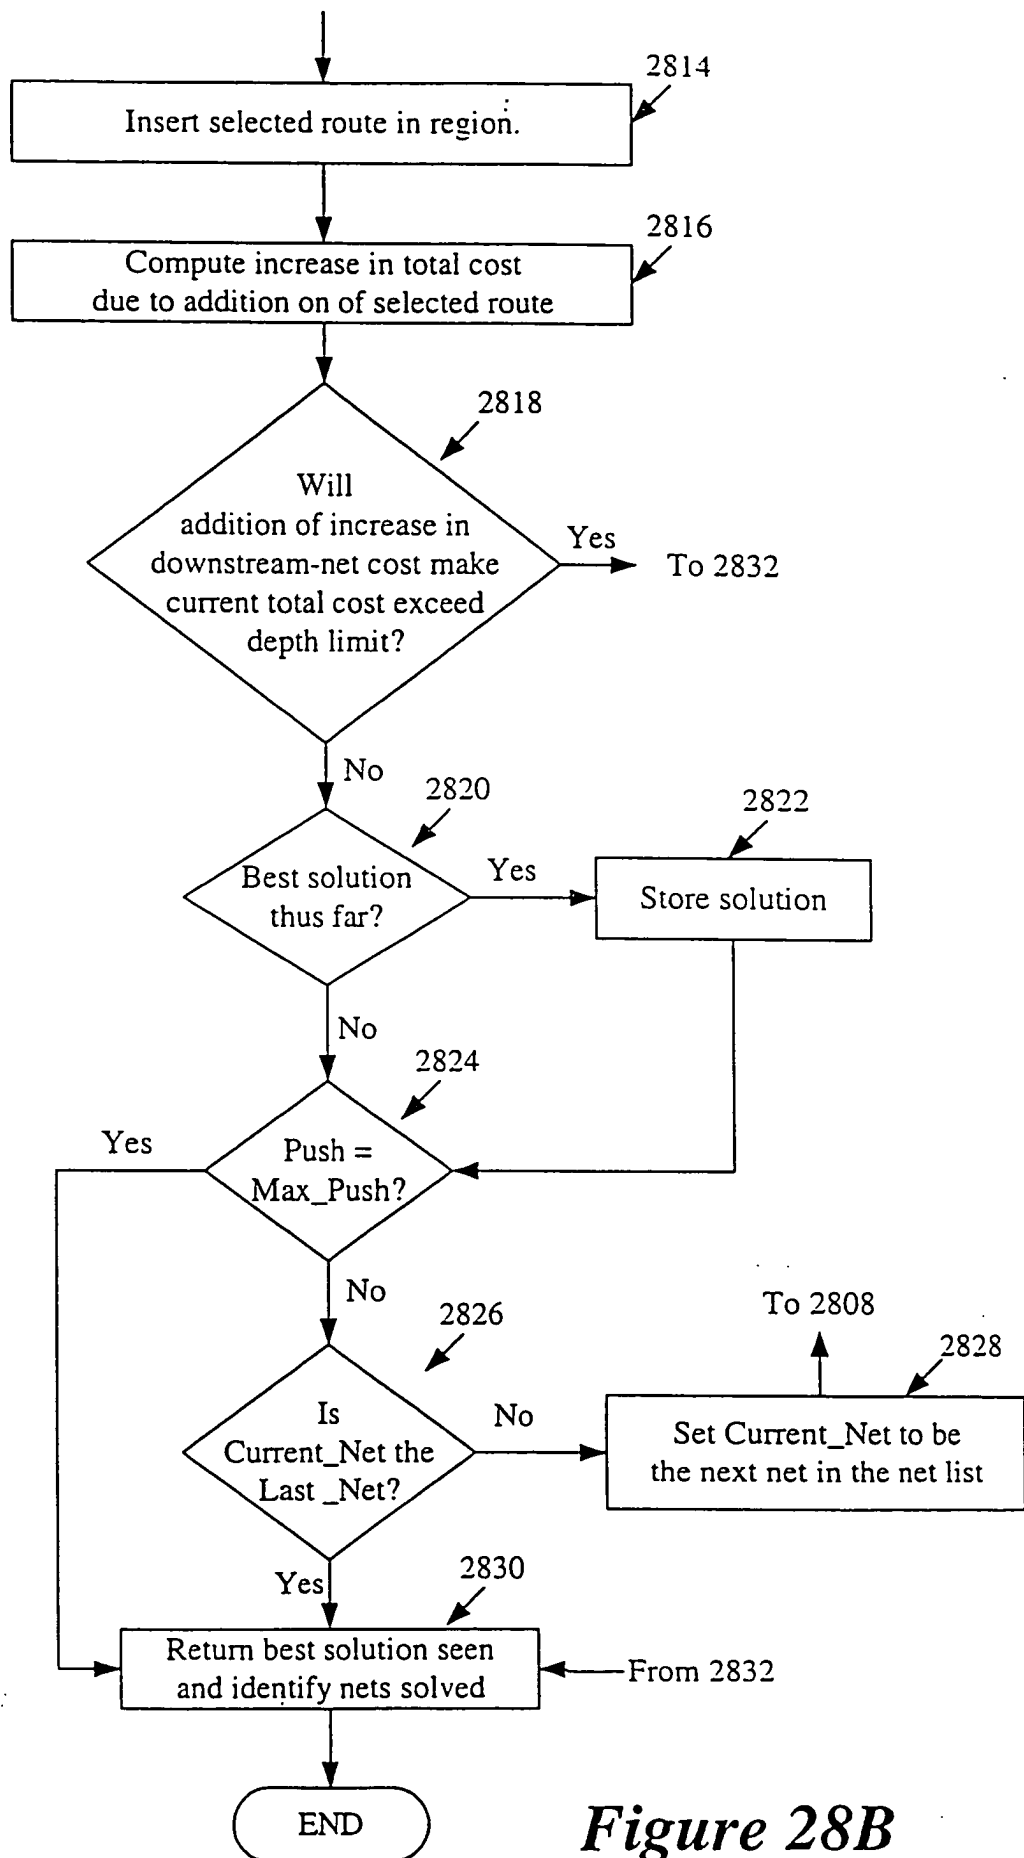 2814
Insert selected route in region.
2816
Compute increase in total cost
due to addition on of selected route
2818
Will
addition of increase in
downstream-net cost make
current total cost exceed
depth limit?
Yes
To 2832
No
2820
2822
Best solution
thus far?
Yes
Store solution
No
2824
Yes
Push =
Max_Push?
No
2826
To 2808
2828
Is
Current_Net the
Last _Net?
No
Set Current_Net to be
the next net in the net list
Yes
2830
Return best solution seen
and identify nets solved
From 2832
END
Figure 28B